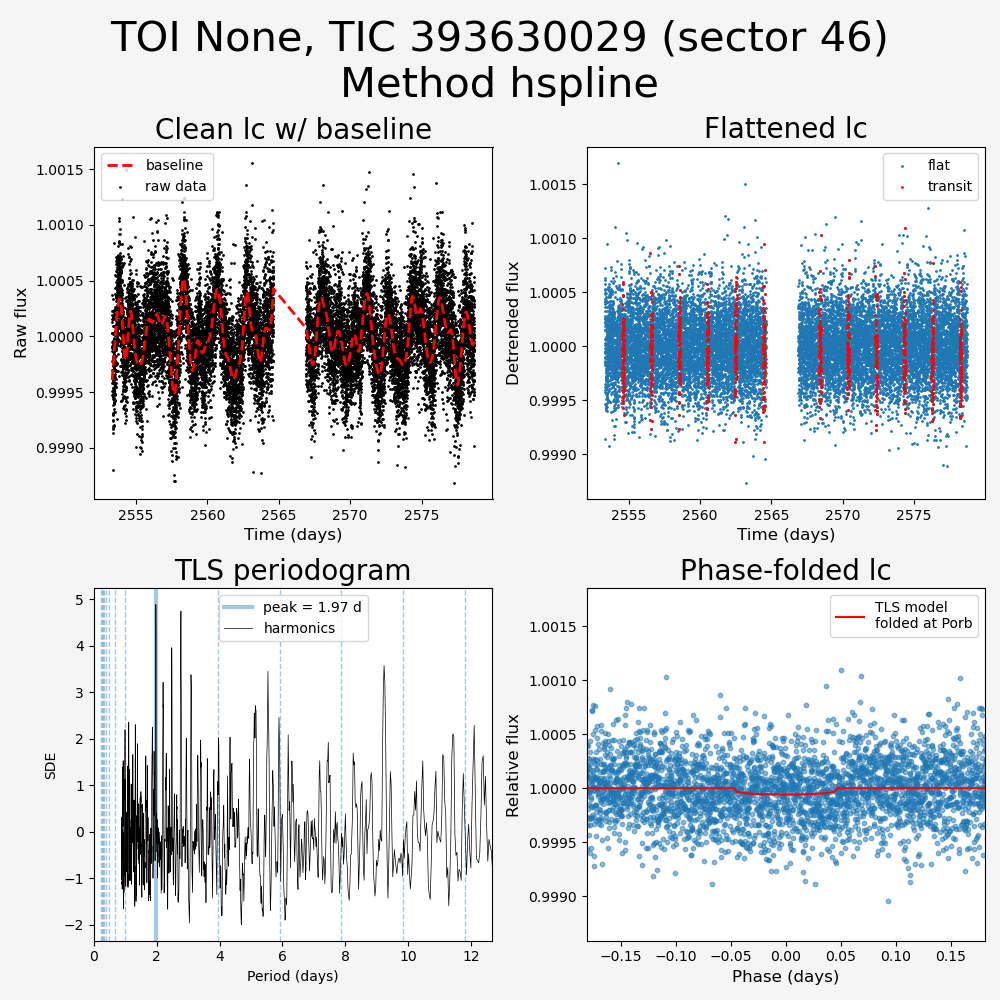 TOI None, TIC 393630029 (sector 46)
Method hspline
Clean lc w/ baseline
baseline
raw data
1.0015
1.0010
1.0005
1.0000
0.9995
0.9990
Raw flux
2555 2560 2565 2570 2575
Time (days)
Flattened lc
flat
transit
1.0015
1.0010
1.0005
1.0000
0.9995
0.9990
Detrended flux
2555 2560 2565 2570 2575
Time (days)
TLS periodogram
peak = 1.97 d
harmonics
5
4
3
2
1
0
−1
−2
SDE
0 2 4 6 8 10 12
Period (days)
Phase-folded lc
TLS model
folded at Porb
1.0015
1.0010
1.0005
1.0000
0.9995
0.9990
Relative flux
−0.15 −0.10 −0.05 0.00 0.05 0.10 0.15
Phase (days)